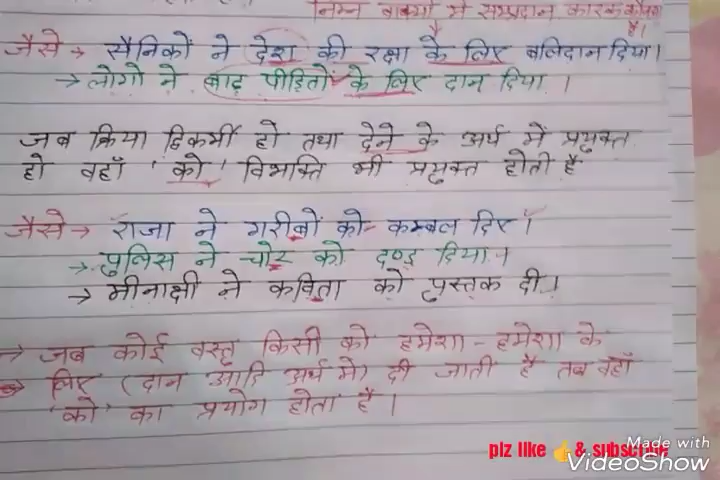 निम्न वाक्यों में सम्प्रदान कारक कौनसा है।
जैसे → सैनिकों ने देश की रक्षा के लिए बलिदान दिया।
→ लोगो ने बाढ़ पीड़ितों के लिए दान दिया ।
जब क्रिया द्विकर्मी हो तथा देने के अर्थ में प्रयुक्त
हो वहाँ 'को' विभक्ति भी प्रयुक्त होती है
जैसे → राजा ने गरीबों को कम्बल दिए।
→ पुलिस ने चोर को दण्ड दिया।
→ मीनाक्षी ने कविता को पुस्तक दी।
→ जब कोई वस्तु किसी को हमेशा - हमेशा के
लिए (दान आदि अर्थ में) दी जाती है तब वहाँ
'को' का प्रयोग होता है।
plz like 👍 & subscribe
Made with
VideoShow